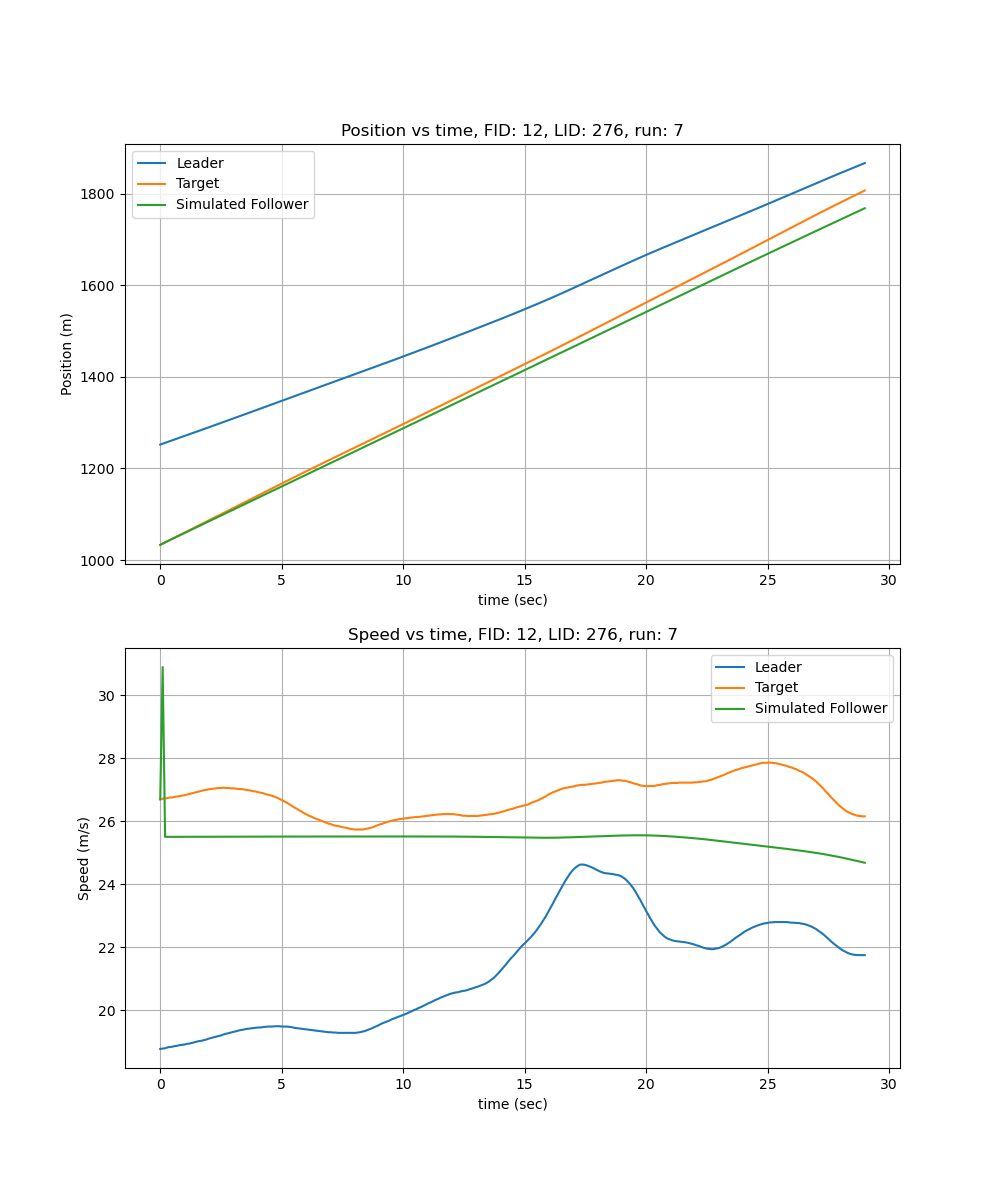 Position vs time, FID: 12, LID: 276, run: 7
Leader
Target
Simulated Follower
1800
1600
1400
1200
1000
Position (m)
0 5 10 15 20 25 30
time (sec)
Speed vs time, FID: 12, LID: 276, run: 7
Leader
Target
Simulated Follower
30
28
26
24
22
20
Speed (m/s)
0 5 10 15 20 25 30
time (sec)